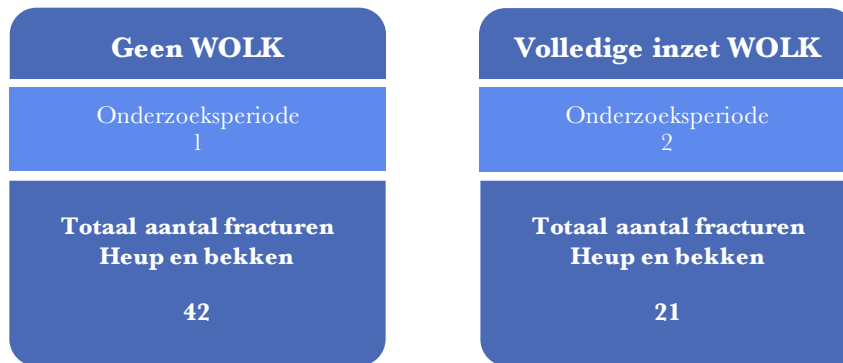 Geen WOLK
Onderzoeksperiode
1
Totaal aantal fracturen
Heup en bekken
42
Volledige inzet WOLK
Onderzoeksperiode
2
Totaal aantal fracturen
Heup en bekken
21